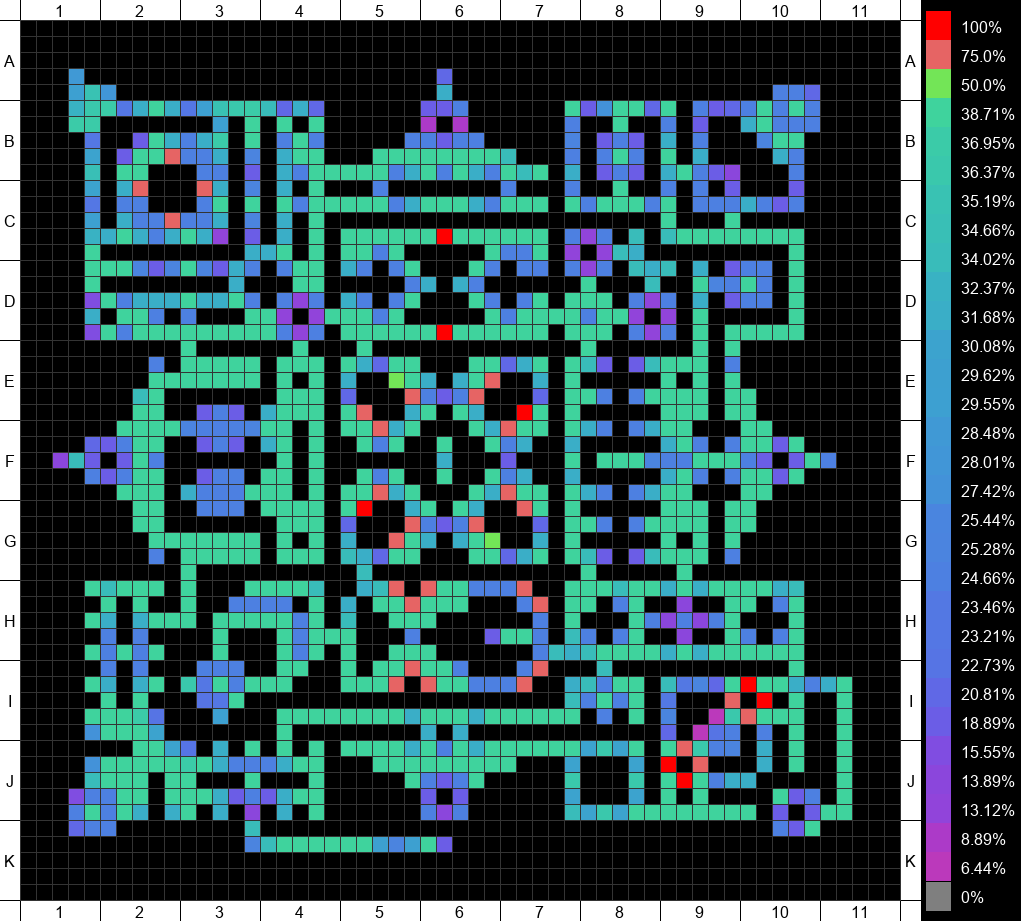 1 2 3 4 5 6 7 8 9 10 11
A A
B B
C C
D D
E E
F F
G G
H H
I I
J J
K K
1 2 3 4 5 6 7 8 9 10 11
100%
75.0%
50.0%
38.71%
36.95%
36.37%
35.19%
34.66%
34.02%
32.37%
31.68%
30.08%
29.62%
29.55%
28.48%
28.01%
27.42%
25.44%
25.28%
24.66%
23.46%
23.21%
22.73%
20.81%
18.89%
15.55%
13.89%
13.12%
8.89%
6.44%
0%